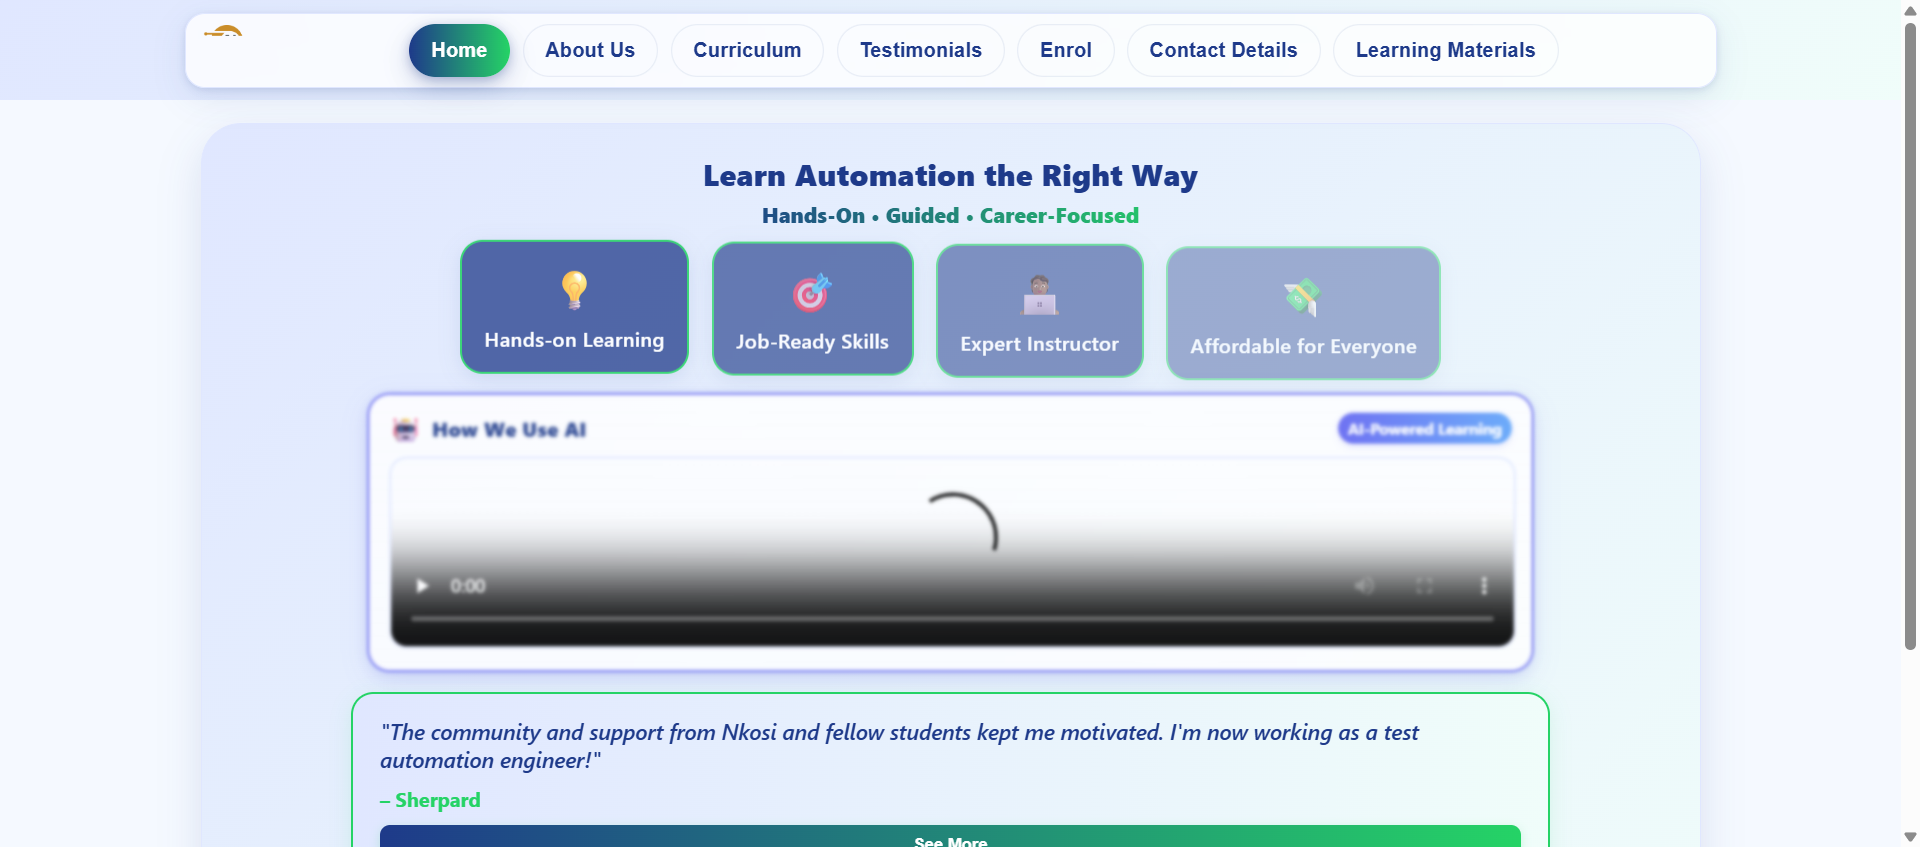 Home
About Us
Curriculum
Testimonials
Enrol
Contact Details
Learning Materials
Learn Automation the Right Way
Hands-On • Guided • Career-Focused
Hands-on Learning
Job-Ready Skills
Expert Instructor
Affordable for Everyone
How We Use AI
AI-Powered Learning
0:00
"The community and support from Nkosi and fellow students kept me motivated. I'm now working as a test
automation engineer!"
– Sherpard
See More